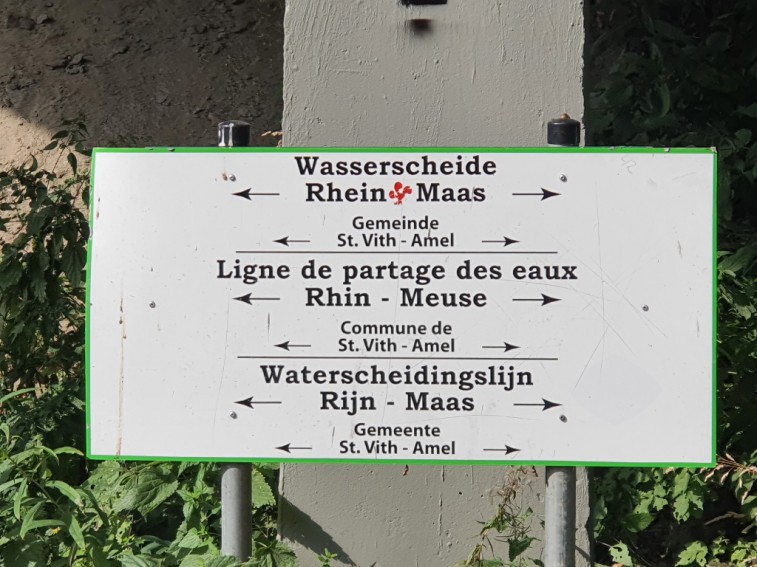 Wasserscheide
Rhein Maas
Gemeinde
St. Vith - Amel
Ligne de partage des eaux
Rhin - Meuse
Commune de
St. Vith - Amel
Waterscheidingslijn
Rijn - Maas
Gemeente
St. Vith - Amel